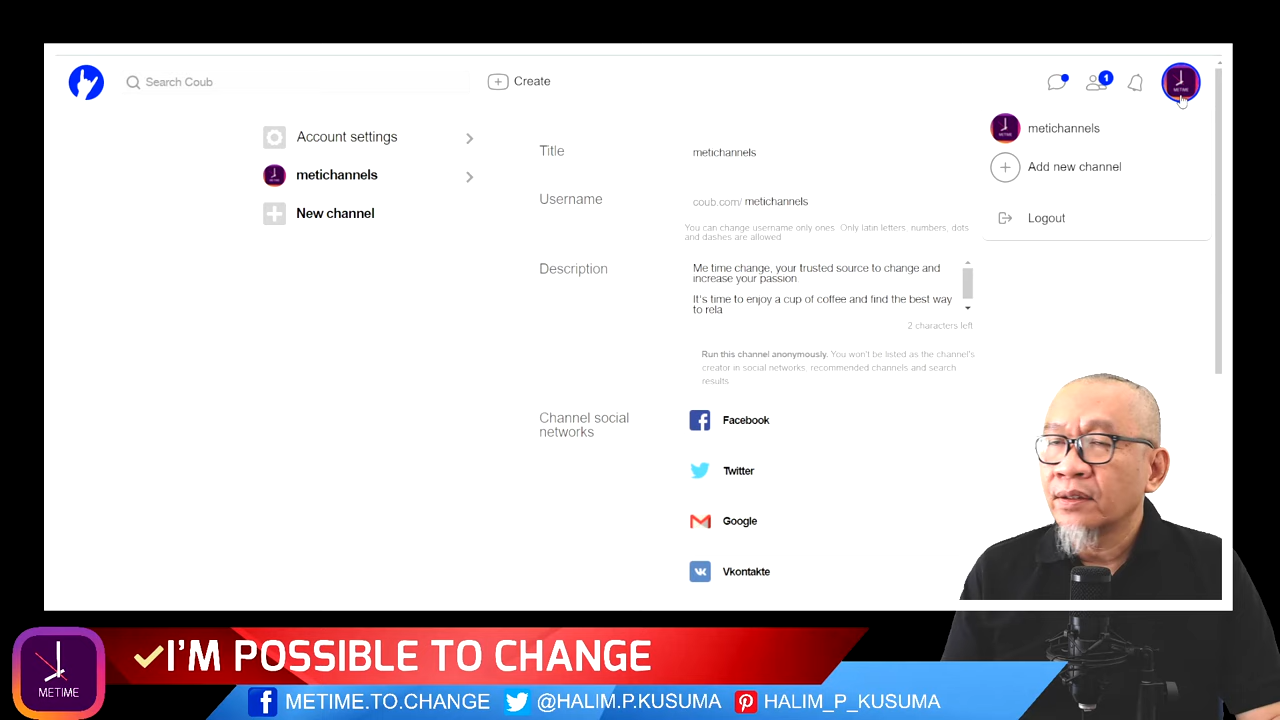 Search Coub
Create
1
METIME
Account settings
metichannels
New channel
Title
metichannels
Username
coub.com/ metichannels
You can change username only ones. Only latin letters, numbers, dots
and dashes are allowed
Description
Me time change, your trusted source to change and
increase your passion.
It's time to enjoy a cup of coffee and find the best way
to rela
2 characters left
Run this channel anonymously. You won't be listed as the channel's
creator in social networks, recommended channels and search
results
Channel social
networks
Facebook
Twitter
Google
Vkontakte
metichannels
Add new channel
Logout
METIME
I'M POSSIBLE TO CHANGE
METIME.TO.CHANGE
@HALIM.P.KUSUMA
HALIM_P_KUSUMA